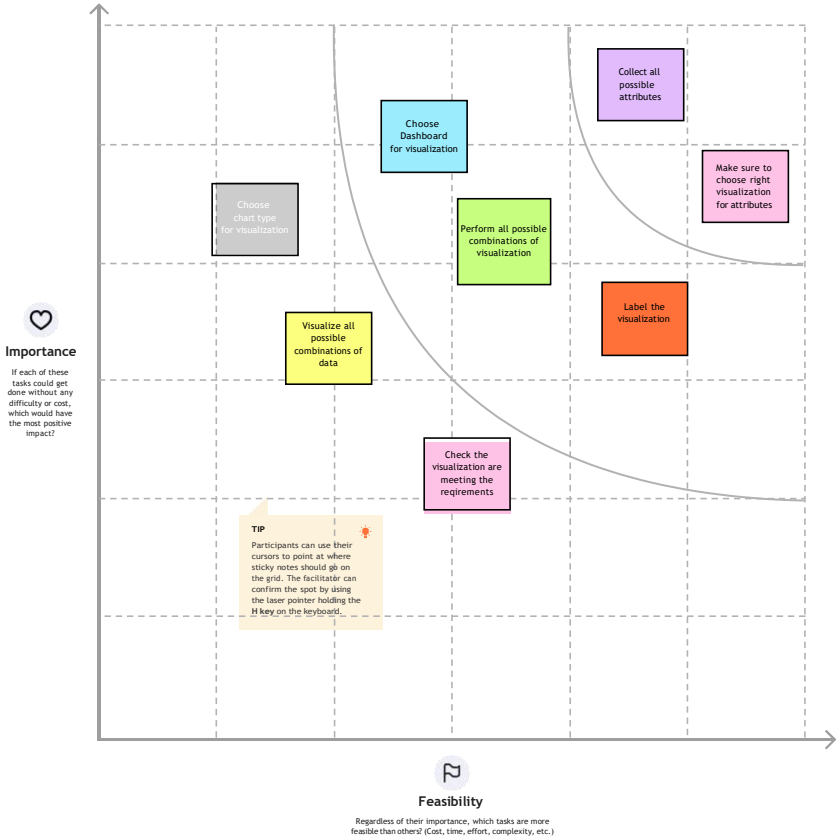 Collect all
possible
attributes
Choose
Dashboard
for visualization
Make sure to
choose right
visualization
for attributes
Choose
chart type
for visualization
Perform all possible
combinations of
visualization
Label the
visualization
Visualize all
possible
combinations of
data
Importance
If each of these
tasks could get
done without any
difficulty or cost,
which would have
the most positive
impact?
Check the
visualization are
meeting the
reqirements
TIP
Participants can use their
cursors to point at where
sticky notes should go on
the grid. The facilitator can
confirm the spot by using
the laser pointer holding the
H key on the keyboard.
Feasibility
Regardless of their importance, which tasks are more
feasible than others? (Cost, time, effort, complexity, etc.)